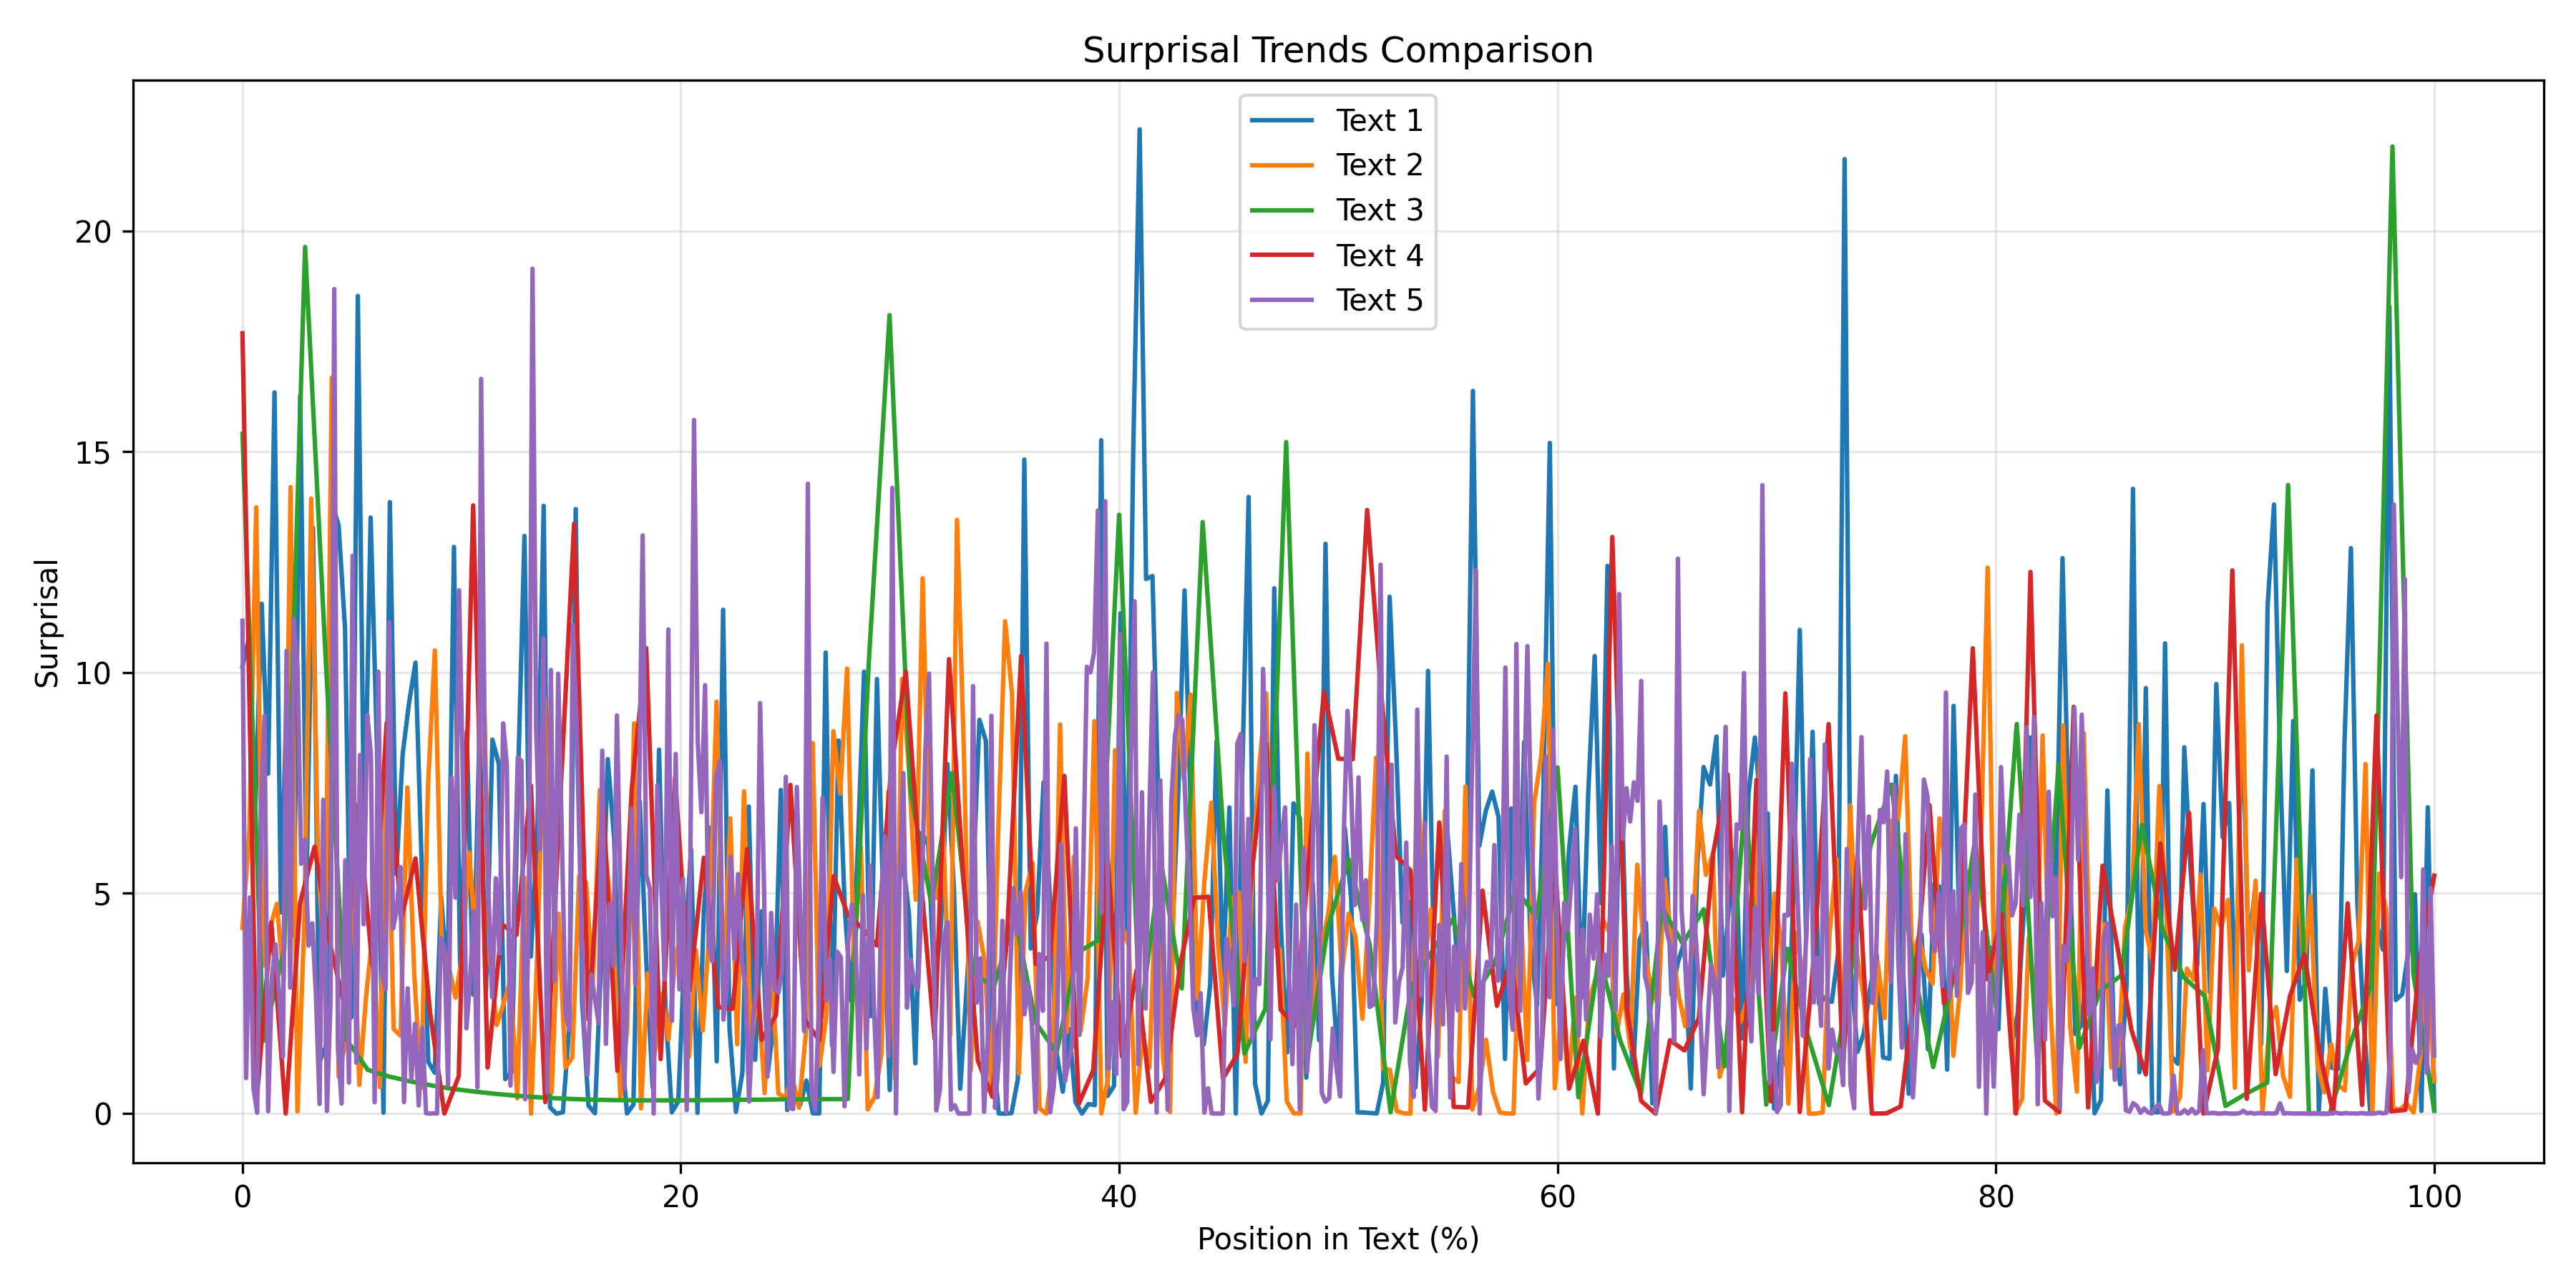 Surprisal Trends Comparison
Text 1
Text 2
Text 3
Text 4
Text 5
Surprisal
20
15
10
5
0
0 20 40 60 80 100
Position in Text (%)